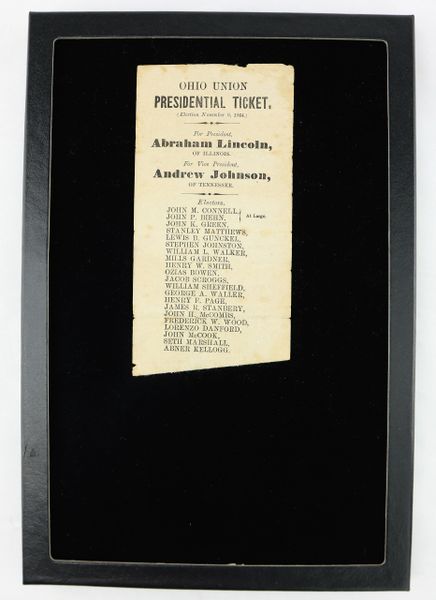 OHIO UNION
PRESIDENTIAL TICKET.
(Election November 8, 1864.)
For President,
Abraham Lincoln,
OF ILLINOIS.
For Vice President,
Andrew Johnson,
OF TENNESSEE.
Electors,
JOHN M. CONNELL,
JOHN P. BIEHN,
At Large.
JOHN K. GREEN,
STANLEY MATTHEWS,
LEWIS B. GUNCKEL,
STEPHEN JOHNSTON,
WILLIAM L. WALKER,
MILLS GARDNER,
HENRY W. SMITH,
OZIAS BOWEN,
JACOB SCROGGS,
WILLIAM SHEFFIELD,
GEORGE A. WALLER,
HENRY F. PAGE,
JAMES R. STANBERY,
JOHN H. McCOMBS,
FREDERICK W. WOOD,
LORENZO DANFORD,
JOHN McCOOK,
SETH MARSHALL,
ABNER KELLOGG.